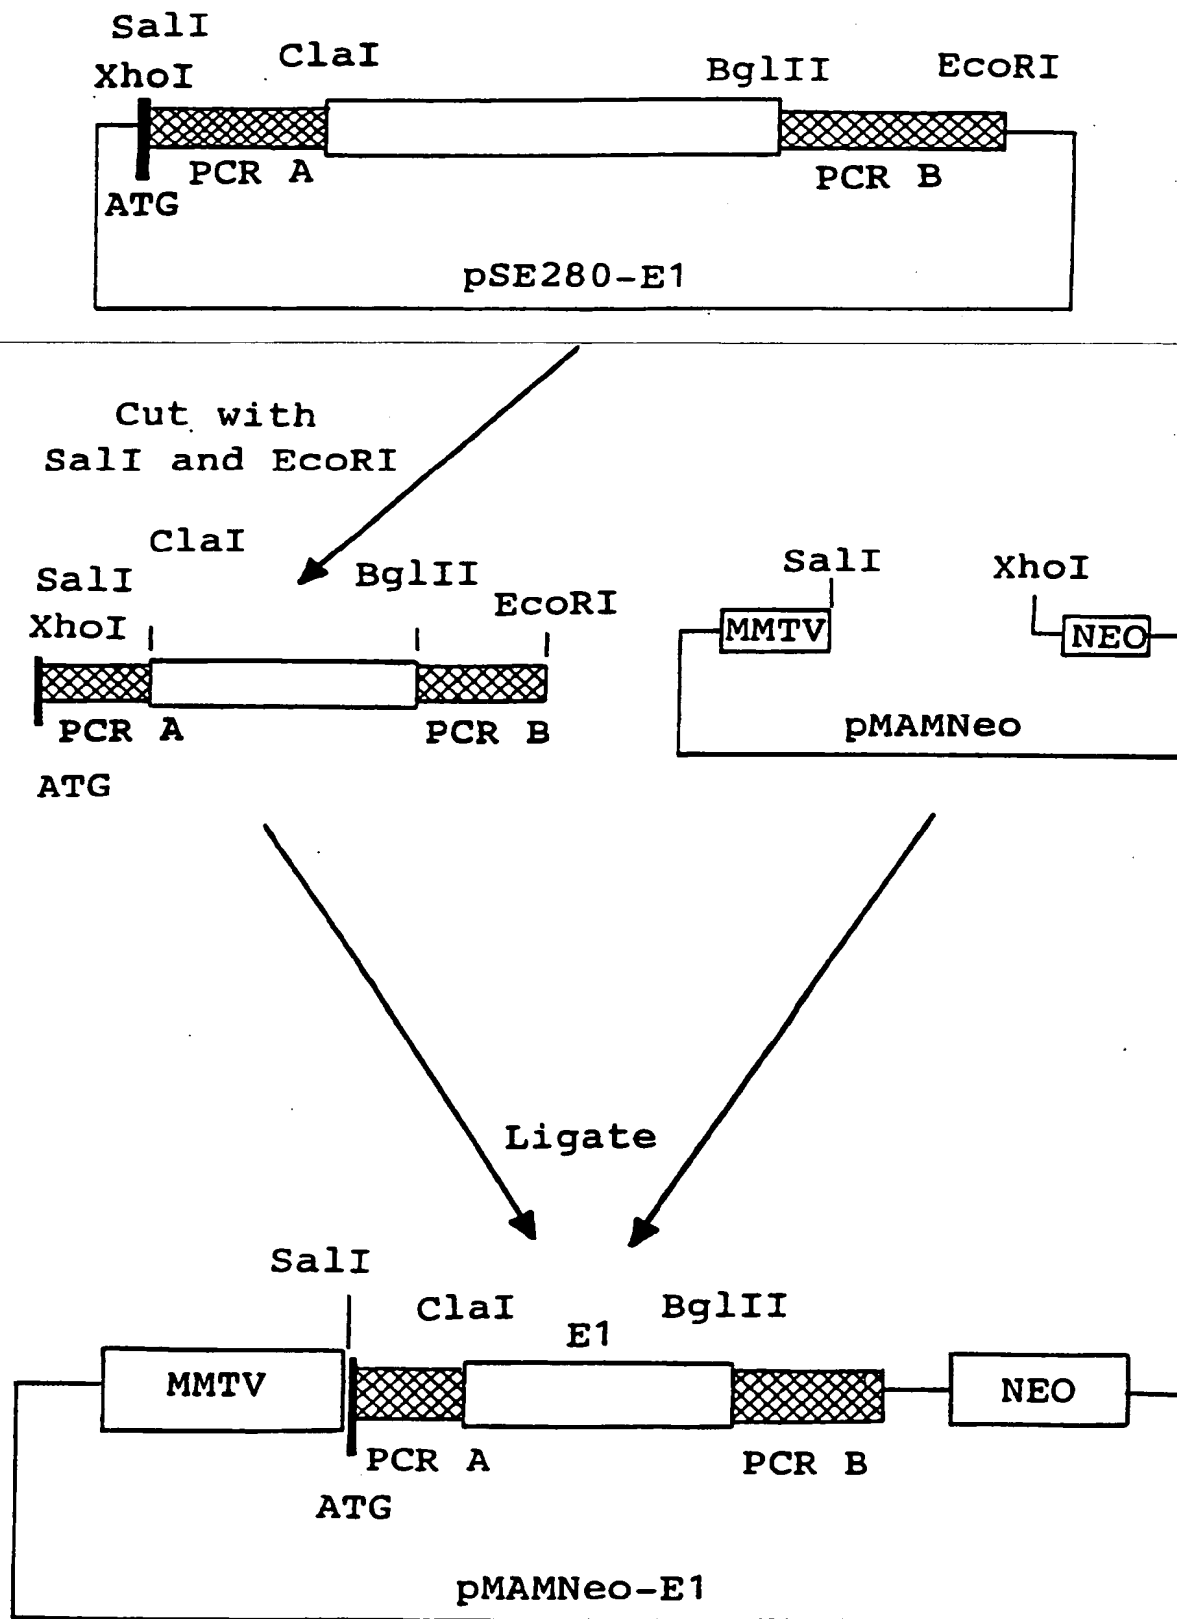 SalI
XhoI
ClaI
BglII
EcoRI
PCR A
PCR B
ATG
pSE280-E1
Cut with
SalI and EcoRI
ClaI
SalI
XhoI
BglII
EcoRI
PCR A
PCR B
ATG
SalI
XhoI
MMTV
NEO
pMAMNeo
Ligate
SalI
ClaI
E1
BglII
MMTV
NEO
PCR A
PCR B
ATG
pMAMNeo-E1